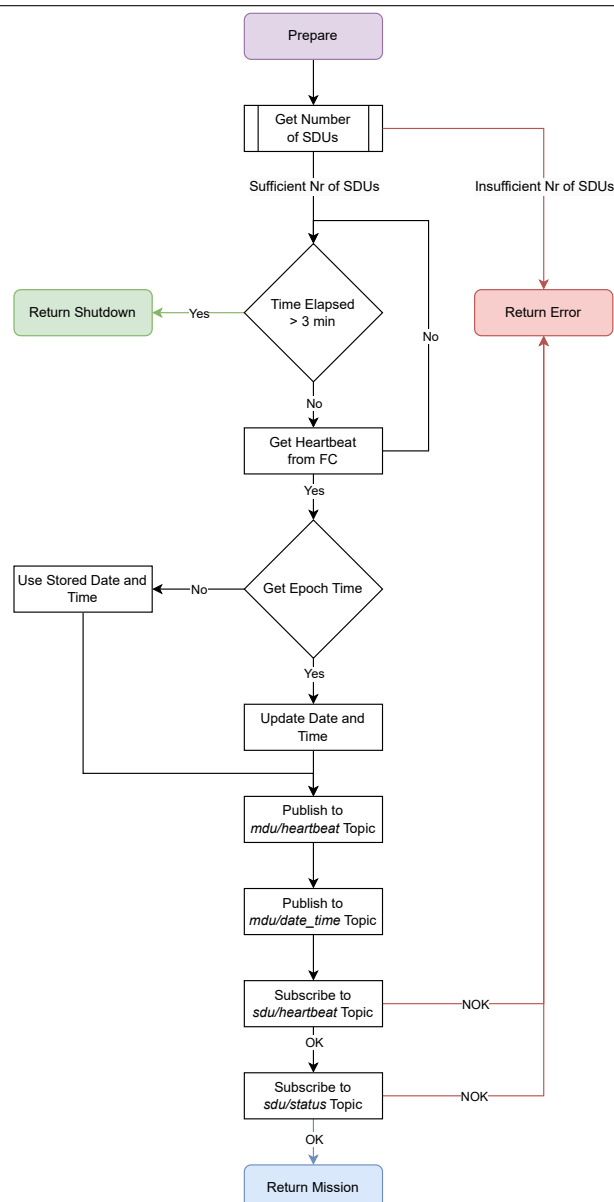 Prepare
Get Number
of SDUs
Sufficient Nr of SDUs
Insufficient Nr of SDUs
Time Elapsed
> 3 min
Yes
Return Shutdown
Return Error
No
No
Get Heartbeat
from FC
Yes
Get Epoch Time
No
Use Stored Date and
Time
Yes
Update Date and
Time
Publish to
mdu/heartbeat Topic
Publish to
mdu/date_time Topic
Subscribe to
sdu/heartbeat Topic
NOK
OK
Subscribe to
sdu/status Topic
NOK
OK
Return Mission